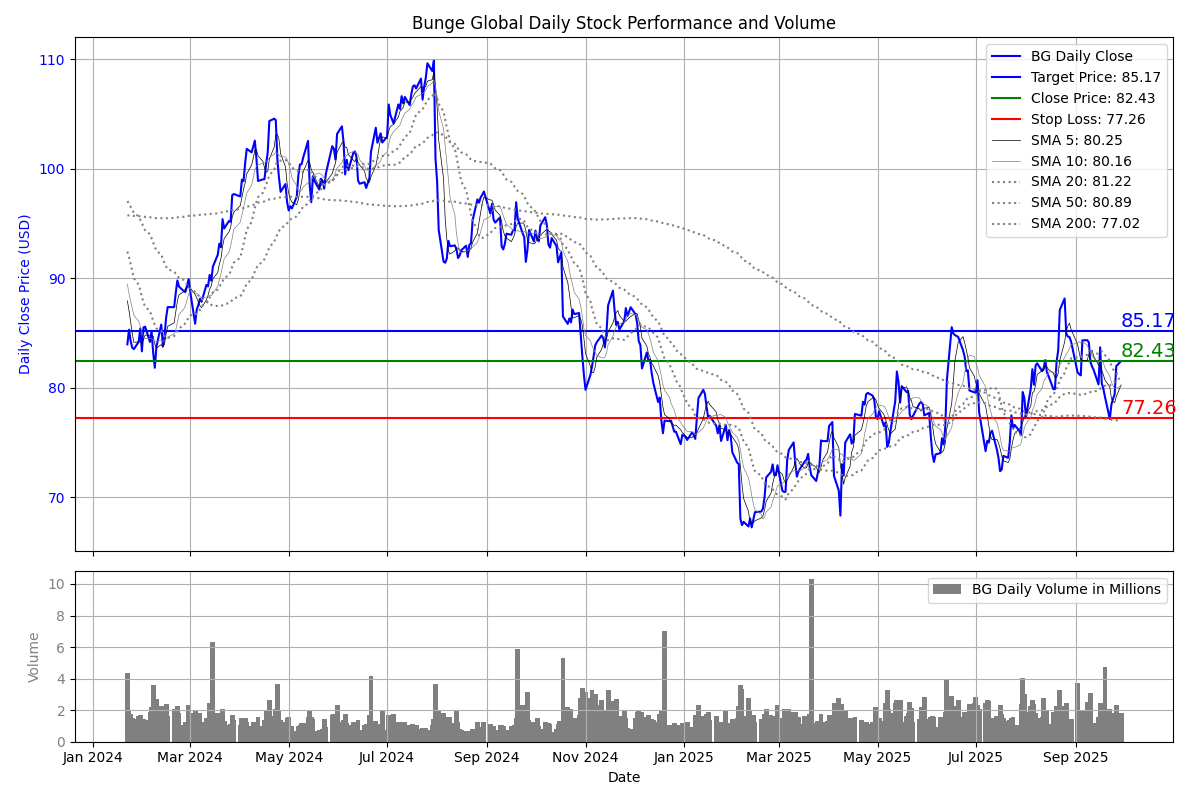 Bunge Global Daily Stock Performance and Volume
Daily Close Price (USD)
110
100
90
80
70
BG Daily Close
Target Price: 85.17
Close Price: 82.43
Stop Loss: 77.26
SMA 5: 80.25
SMA 10: 80.16
SMA 20: 81.22
SMA 50: 80.89
SMA 200: 77.02
85.17
82.43
77.26
Volume
10
8
6
4
2
0
BG Daily Volume in Millions
Jan 2024 Mar 2024 May 2024 Jul 2024 Sep 2024 Nov 2024 Jan 2025 Mar 2025 May 2025 Jul 2025 Sep 2025
Date